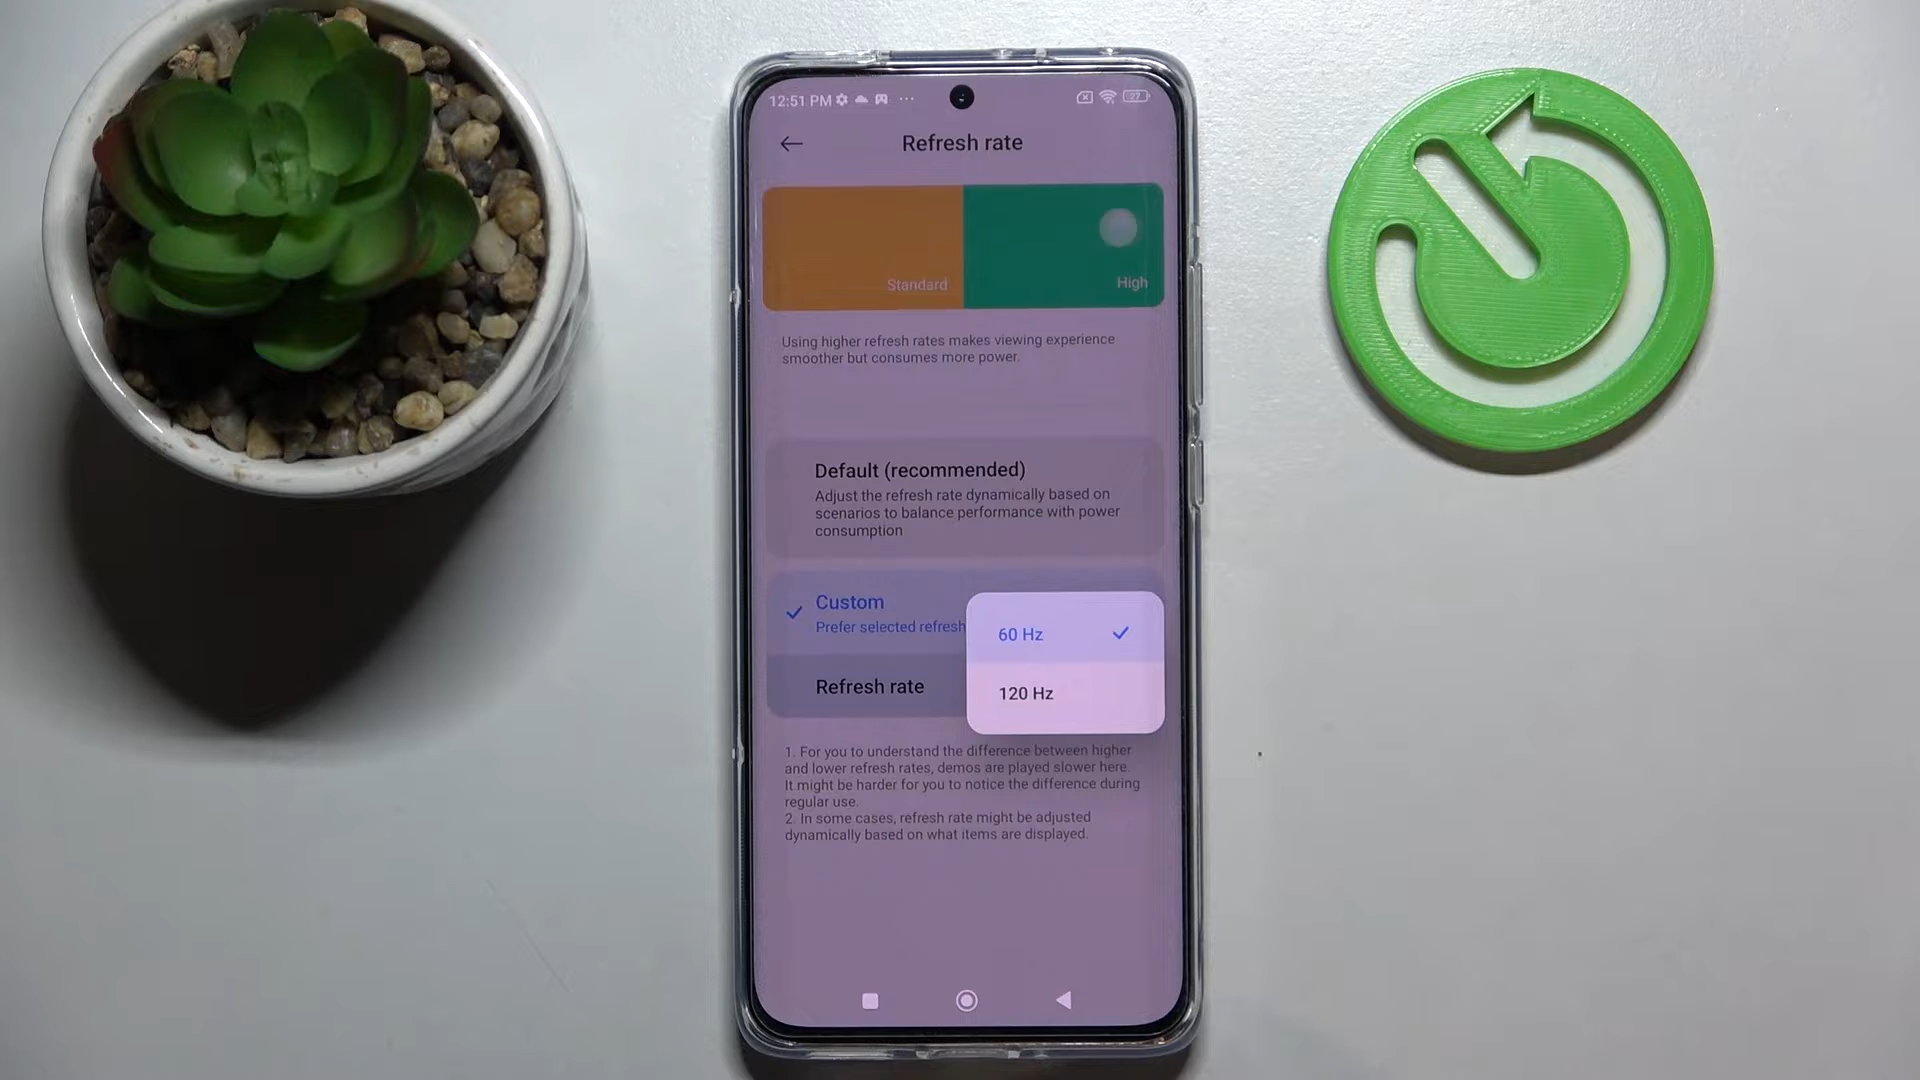 12:51 PM ... 27
Refresh rate
Standard
High
Using higher refresh rates makes viewing experience
smoother but consumes more power.
Default (recommended)
Adjust the refresh rate dynamically based on
scenarios to balance performance with power
consumption
Custom
Prefer selected refresh
60 Hz
Refresh rate
120 Hz
1. For you to understand the difference between higher
and lower refresh rates, demos are played slower here.
It might be harder for you to notice the difference during
regular use.
2. In some cases, refresh rate might be adjusted
dynamically based on what items are displayed.